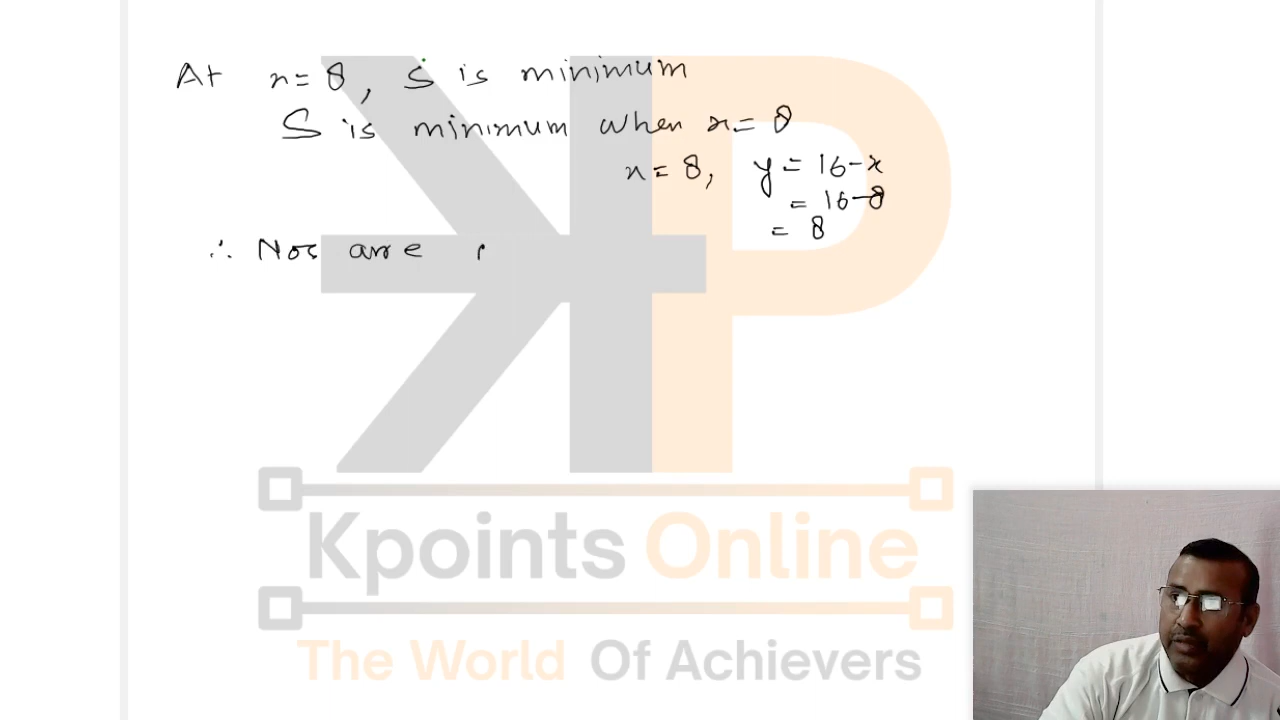 At x = 8, S is minimum
S is minimum when x = 8
x = 8, y = 16 - x
= 16 - 8
= 8
∴ Nos are
Kpoints Online
The World Of Achievers